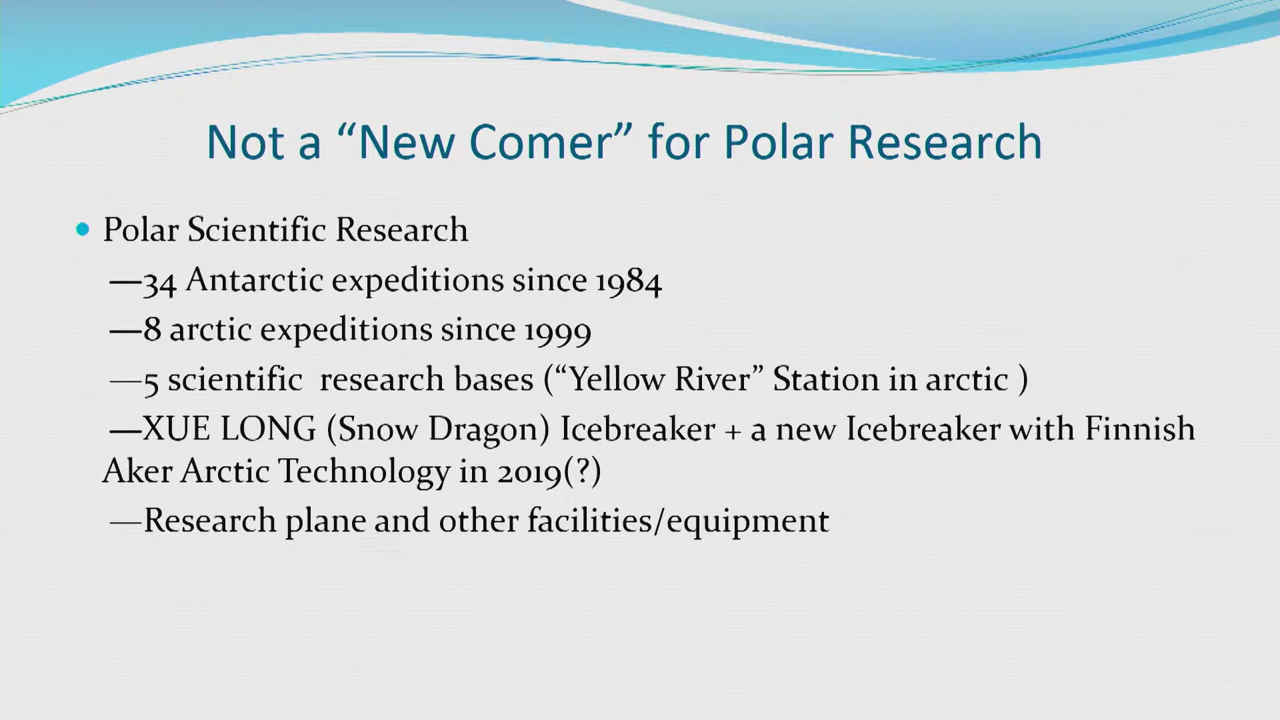 Not a “New Comer” for Polar Research
• Polar Scientific Research
—34 Antarctic expeditions since 1984
—8 arctic expeditions since 1999
—5 scientific  research bases (“Yellow River” Station in arctic )
—XUE LONG (Snow Dragon) Icebreaker + a new Icebreaker with Finnish
Aker Arctic Technology in 2019(?)
—Research plane and other facilities/equipment